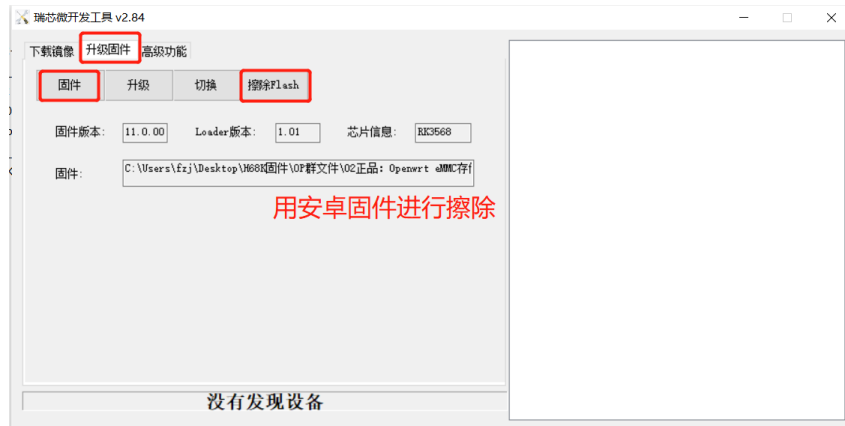 瑞芯微开发工具 v2.84
下载镜像 升级固件 高级功能
固件 升级 切换 擦除Flash
固件版本: 11.0.00 Loader版本: 1.01 芯片信息: RK3568
固件: C:\Users\fzj\Desktop\H68K固件\OP群文件\02正品: Openwrt eMMC存
用安卓固件进行擦除
没有发现设备